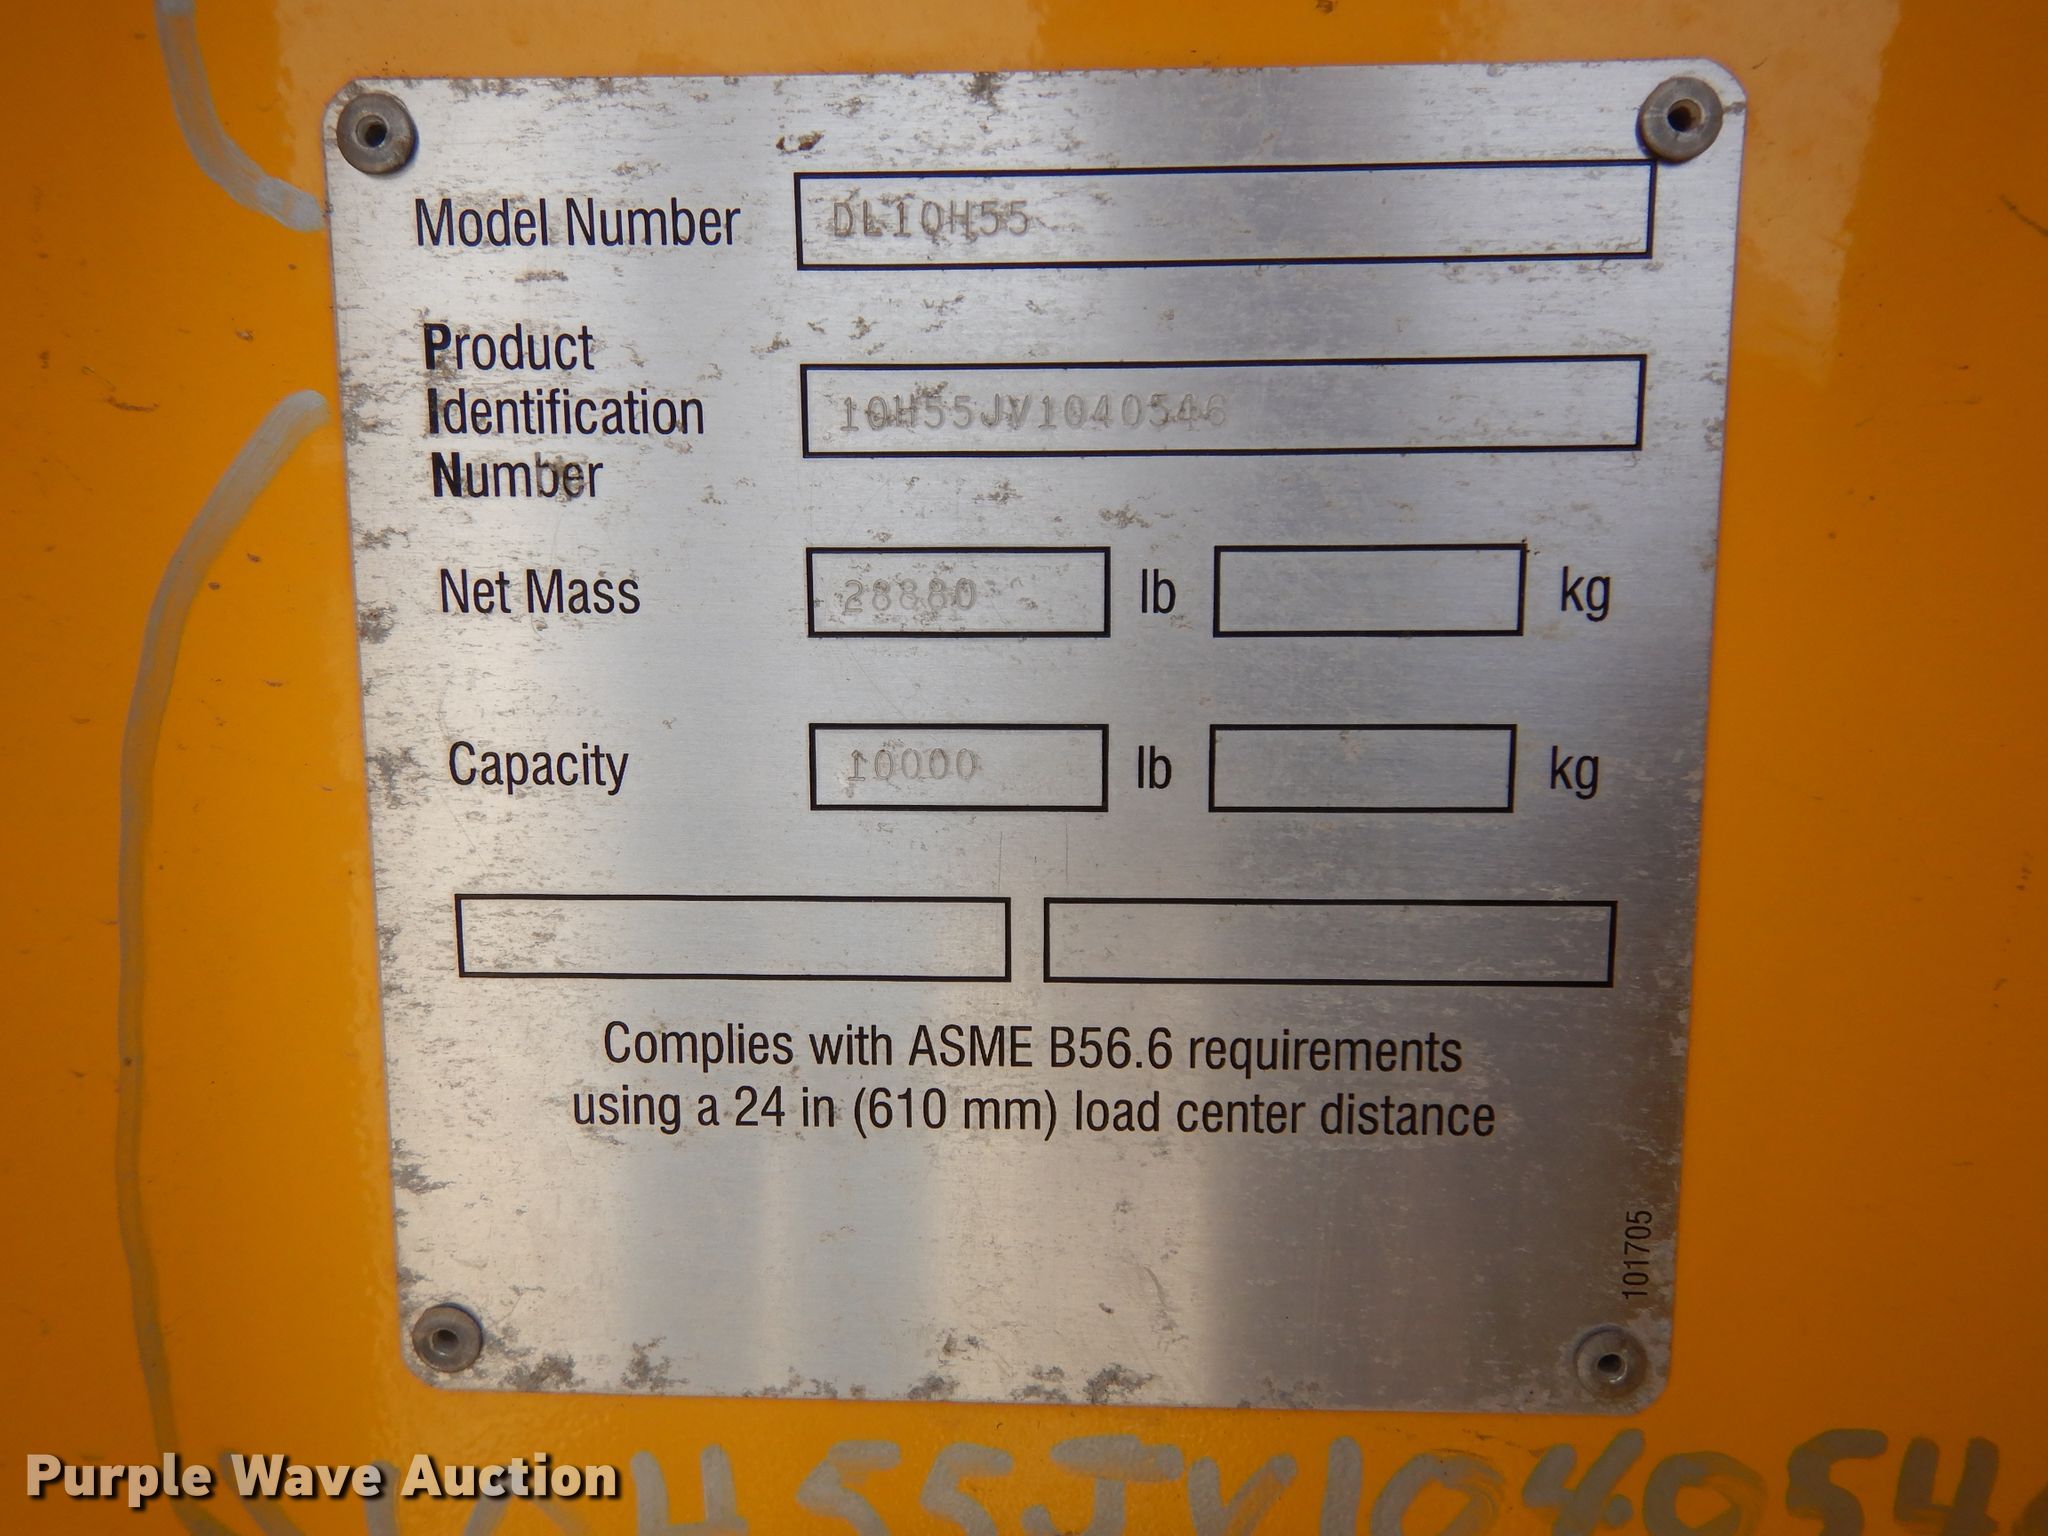 Model Number DL10H55
Product
Identification 10H55JV1040546
Number
Net Mass 28880 lb kg
Capacity 10000 lb kg
Complies with ASME B56.6 requirements
using a 24 in (610 mm) load center distance
101705
Purple Wave Auction
H55JV104054